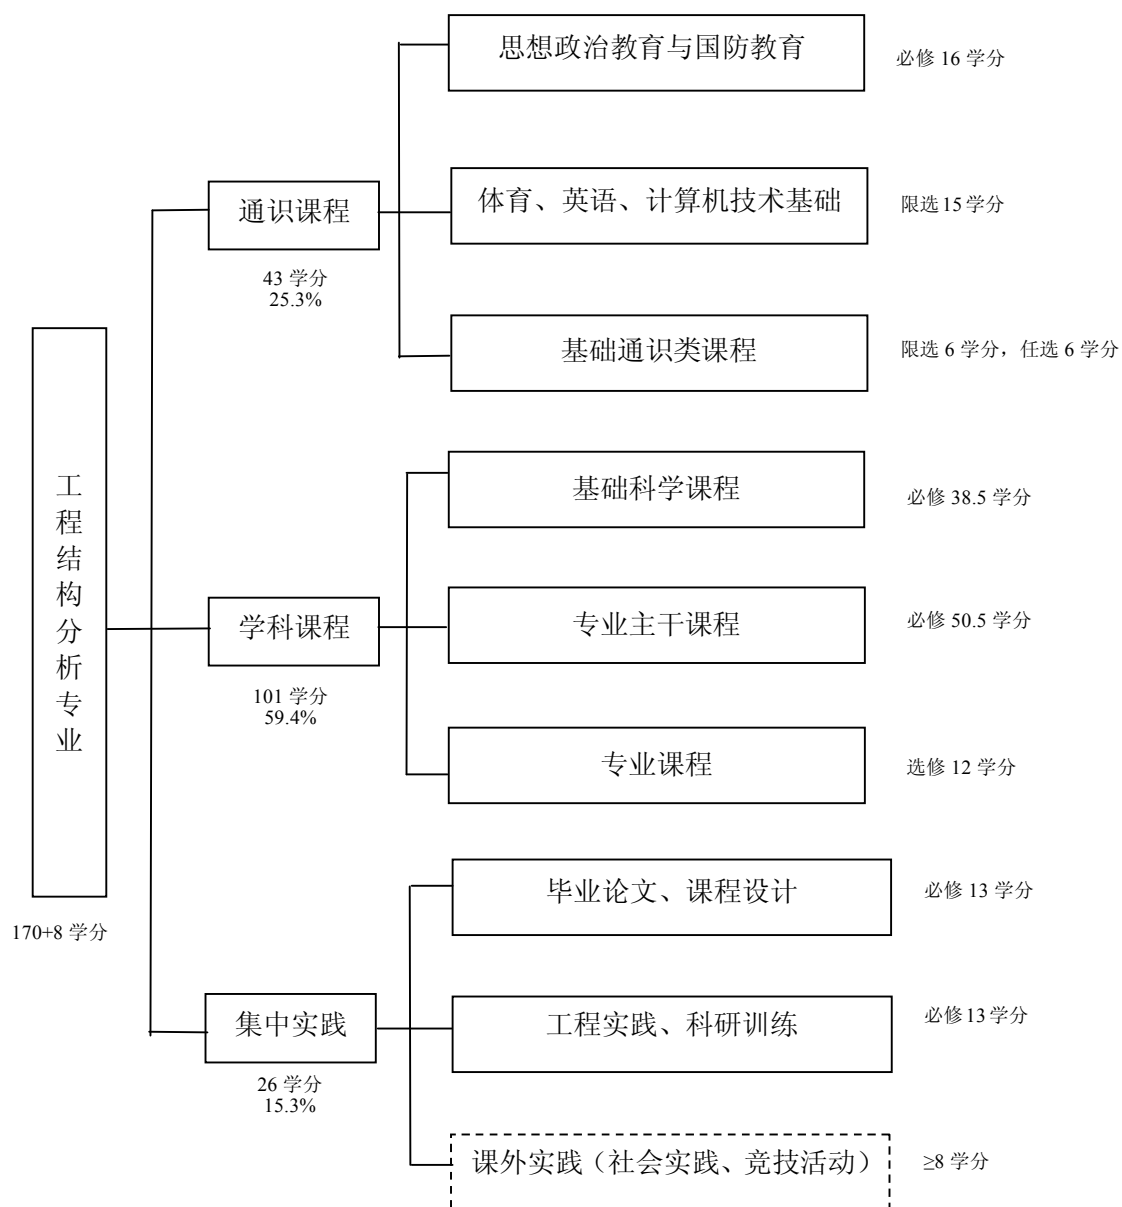 思想政治教育与国防教育
必修 16 学分
通识课程
43 学分
25.3%
体育、英语、计算机技术基础
限选 15 学分
基础通识类课程
限选 6 学分，任选 6 学分
工程结构分析专业
170+8 学分
基础科学课程
必修 38.5 学分
学科课程
101 学分
59.4%
专业主干课程
必修 50.5 学分
专业课程
选修 12 学分
毕业论文、课程设计
必修 13 学分
集中实践
26 学分
15.3%
工程实践、科研训练
必修 13 学分
课外实践（社会实践、竞技活动）
≥8 学分